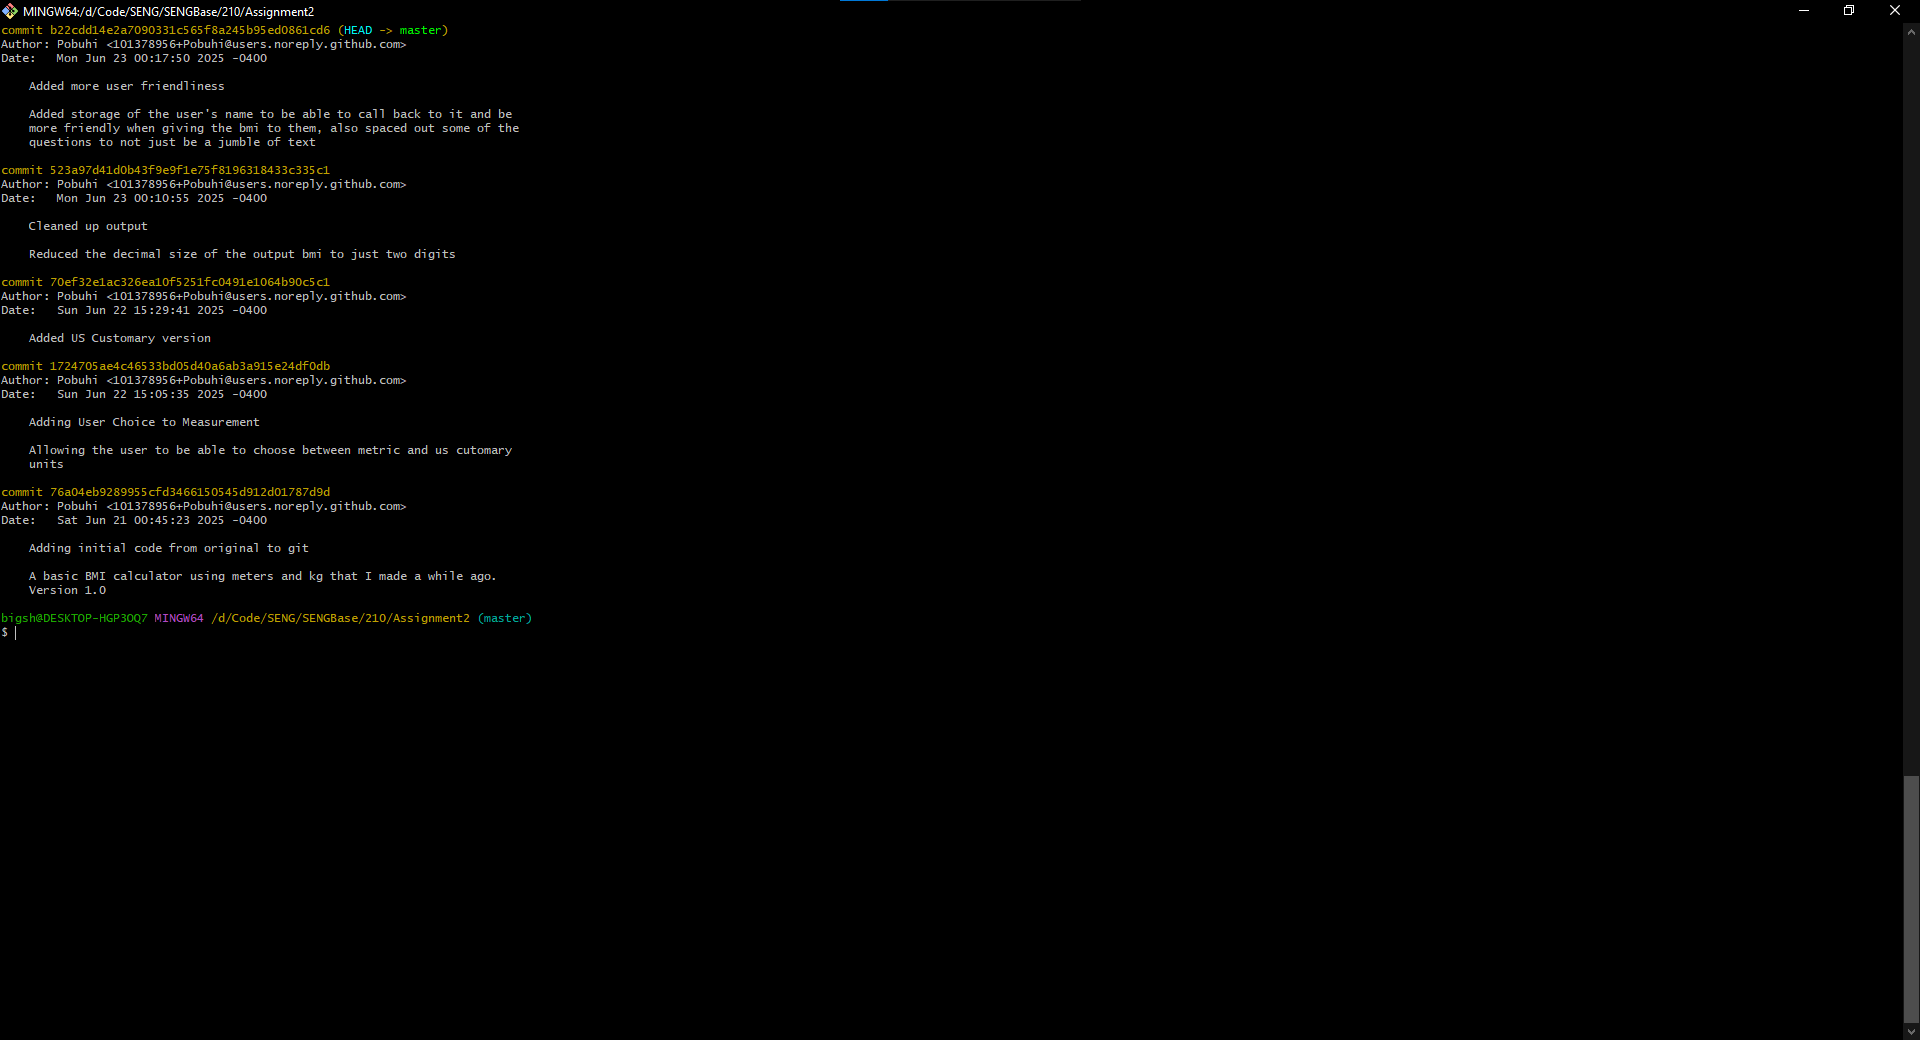 MINGW64:/d/Code/SENG/SENGBase/210/Assignment2
commit b22cdd14e2a7090331c565f8a245b95ed0861cd6 (HEAD -> master)
Author: Pobuhi <101378956+Pobuhi@users.noreply.github.com>
Date:   Mon Jun 23 00:17:50 2025 -0400
Added more user friendliness
Added storage of the user's name to be able to call back to it and be
more friendly when giving the bmi to them, also spaced out some of the
questions to not just be a jumble of text
commit 523a97d41d0b43f9e9f1e75f8196318433c335c1
Author: Pobuhi <101378956+Pobuhi@users.noreply.github.com>
Date:   Mon Jun 23 00:10:55 2025 -0400
Cleaned up output
Reduced the decimal size of the output bmi to just two digits
commit 70ef32e1ac326ea10f5251fc0491e1064b90c5c1
Author: Pobuhi <101378956+Pobuhi@users.noreply.github.com>
Date:   Sun Jun 22 15:29:41 2025 -0400
Added US Customary version
commit 1724705ae4c46533bd05d40a6ab3a915e24df0db
Author: Pobuhi <101378956+Pobuhi@users.noreply.github.com>
Date:   Sun Jun 22 15:05:35 2025 -0400
Adding User Choice to Measurement
Allowing the user to be able to choose between metric and us cutomary
units
commit 76a04eb9289955cfd3466150545d912d01787d9d
Author: Pobuhi <101378956+Pobuhi@users.noreply.github.com>
Date:   Sat Jun 21 00:45:23 2025 -0400
Adding initial code from original to git
A basic BMI calculator using meters and kg that I made a while ago.
Version 1.0
bigsh@DESKTOP-HGP3OQ7 MINGW64 /d/Code/SENG/SENGBase/210/Assignment2 (master)
$